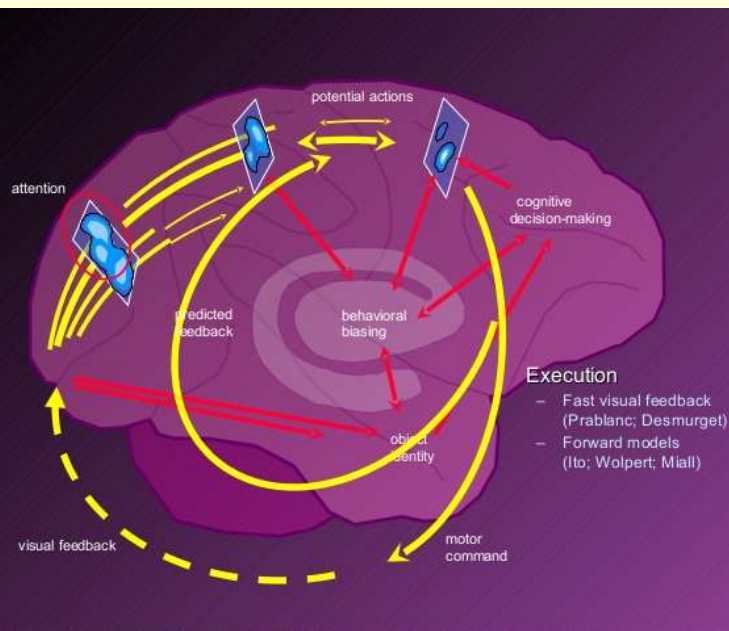 potential actions
attention
cognitive
decision-making
predicted
feedback
behavioral
biasing
Execution
– Fast visual feedback
(Prablanc; Desmurget)
– Forward models
(Ito; Wolpert; Miall)
object
identity
visual feedback
motor
command